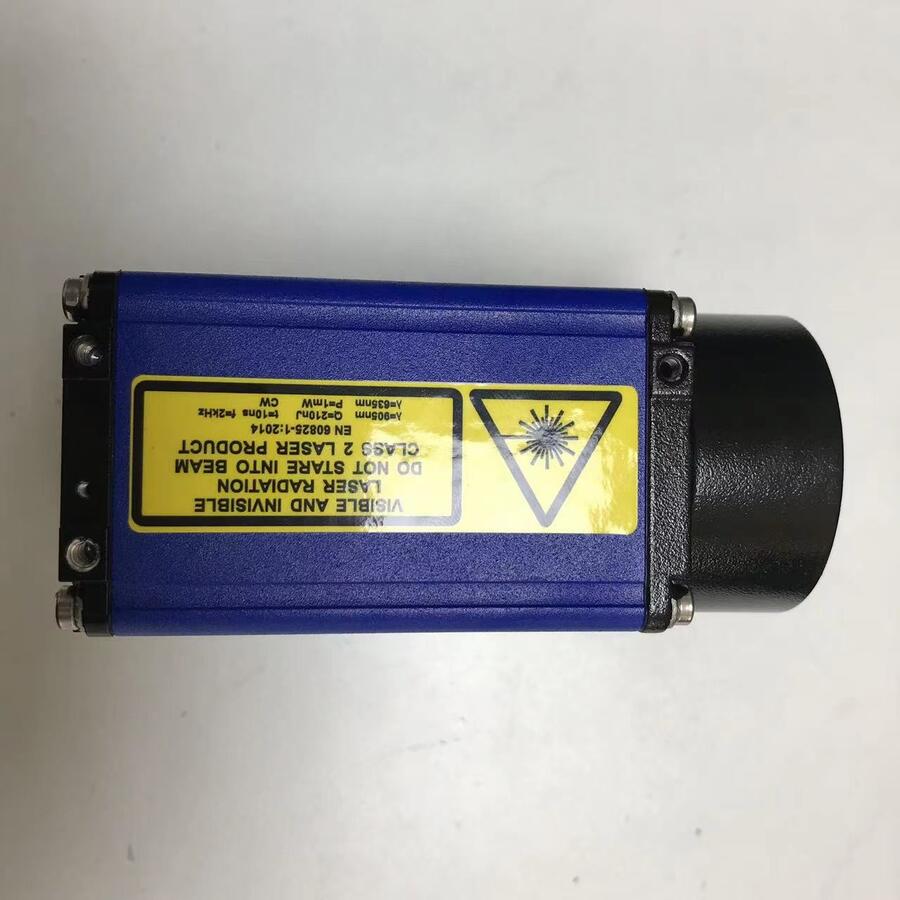 VISIBLE AND INVISIBLE
LASER RADIATION
DO NOT STARE INTO BEAM
CLASS 2 LASER PRODUCT
EN 60825-1:2014
λ=905nm Q=210nJ t=10ns f=2kHz
λ=635nm P=1mW CW